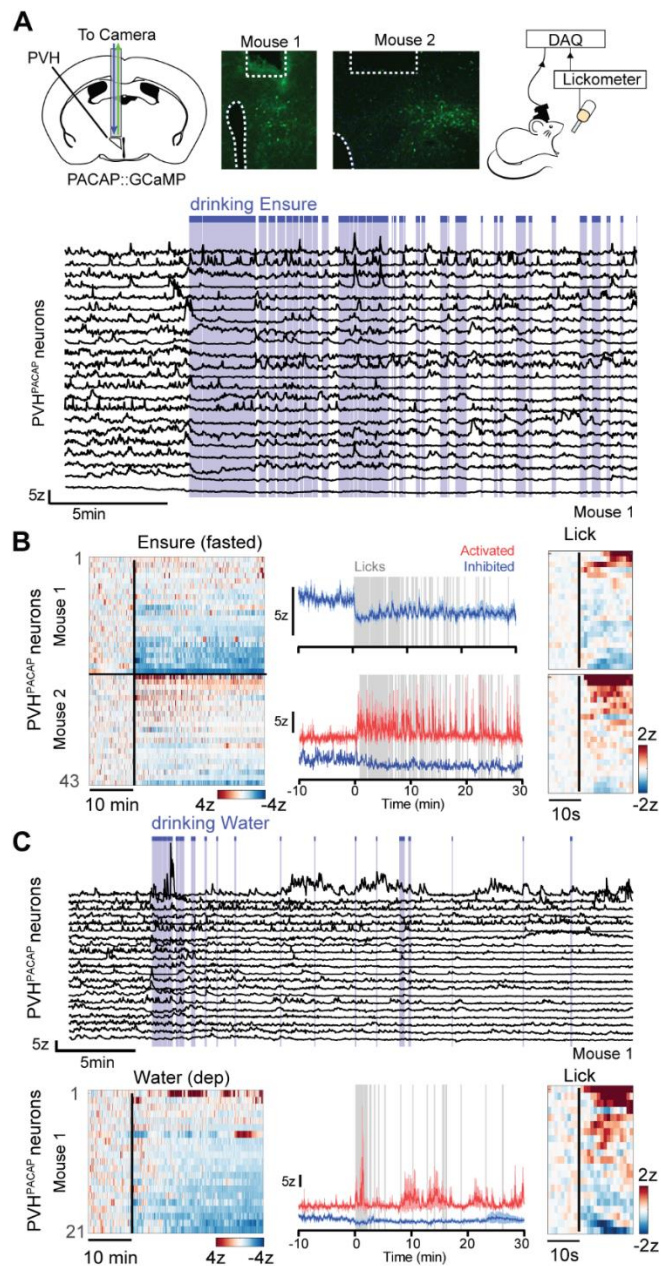 A
To Camera
PVH
PACAP::GCaMP
Mouse 1
Mouse 2
DAQ
Lickometer
drinking Ensure
PVHPACAP neurons
5z
5min
Mouse 1
B
Ensure (fasted)
1
Mouse 1
PVHPACAP neurons
Mouse 2
43
10 min
4z
-4z
Licks
Activated
Inhibited
5z
5z
-10
0
10
20
30
Time (min)
Lick
10s
2z
-2z
C
drinking Water
PVHPACAP neurons
5z
5min
Mouse 1
Water (dep)
1
Mouse 1
PVHPACAP neurons
21
10 min
4z
-4z
5z
-10
0
10
20
30
Time (min)
Lick
10s
2z
-2z